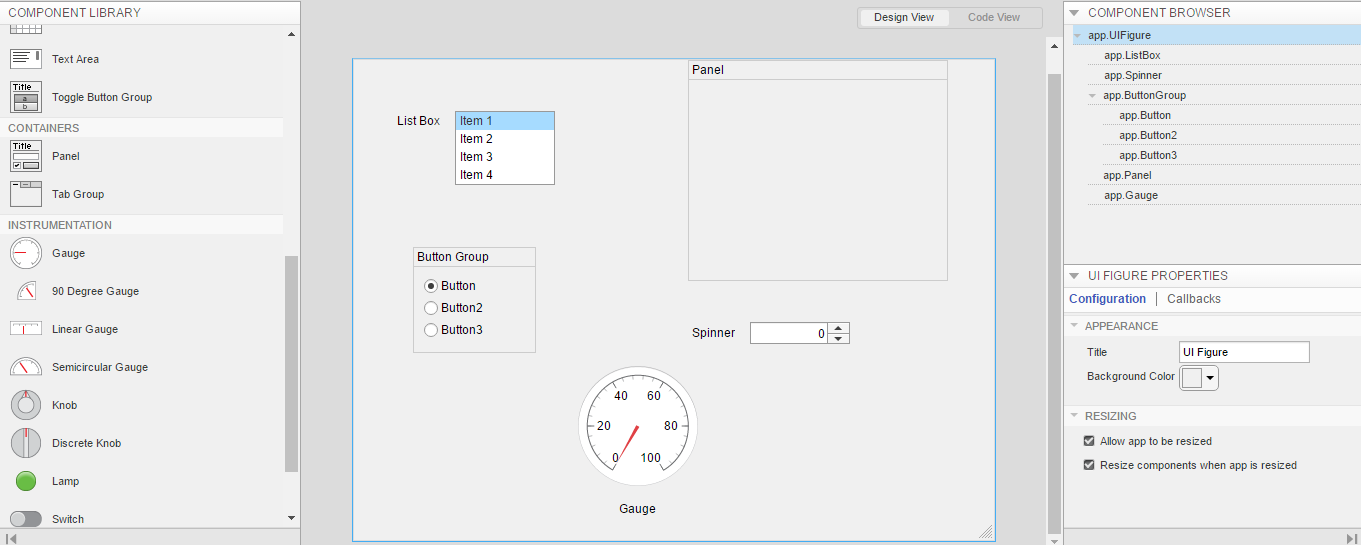 COMPONENT LIBRARY
Text Area
Title
a
b
Toggle Button Group
CONTAINERS
Title
Panel
Tab Group
INSTRUMENTATION
Gauge
90 Degree Gauge
Linear Gauge
Semicircular Gauge
Knob
Discrete Knob
Lamp
Switch
Design View
Code View
List Box
Item 1
Item 2
Item 3
Item 4
Panel
Button Group
Button
Button2
Button3
Spinner
0
40 60
20 80
0 100
Gauge
COMPONENT BROWSER
app.UIFigure
app.ListBox
app.Spinner
app.ButtonGroup
app.Button
app.Button2
app.Button3
app.Panel
app.Gauge
UI FIGURE PROPERTIES
Configuration | Callbacks
APPEARANCE
Title UI Figure
Background Color
RESIZING
Allow app to be resized
Resize components when app is resized